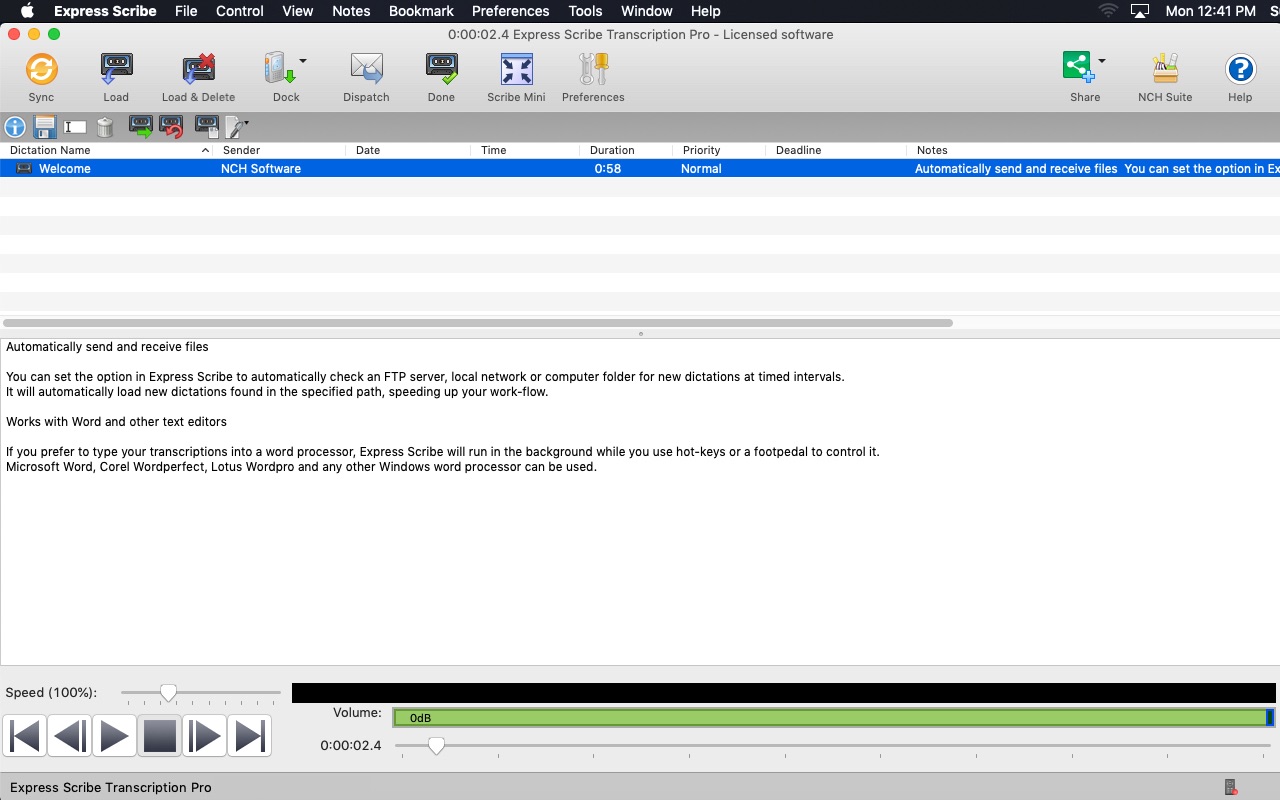 Express Scribe File Control View Notes Bookmark Preferences Tools Window Help Mon 12:41 PM S
0:00:02.4 Express Scribe Transcription Pro - Licensed software
Sync Load Load & Delete Dock Dispatch Done Scribe Mini Preferences Share NCH Suite Help
Dictation Name Sender Date Time Duration Priority Deadline Notes
Welcome NCH Software 0:58 Normal Automatically send and receive files You can set the option in Ex
Automatically send and receive files
You can set the option in Express Scribe to automatically check an FTP server, local network or computer folder for new dictations at timed intervals.
It will automatically load new dictations found in the specified path, speeding up your work-flow.
Works with Word and other text editors
If you prefer to type your transcriptions into a word processor, Express Scribe will run in the background while you use hot-keys or a footpedal to control it.
Microsoft Word, Corel Wordperfect, Lotus Wordpro and any other Windows word processor can be used.
Speed (100%):
Volume: 0dB
0:00:02.4
Express Scribe Transcription Pro